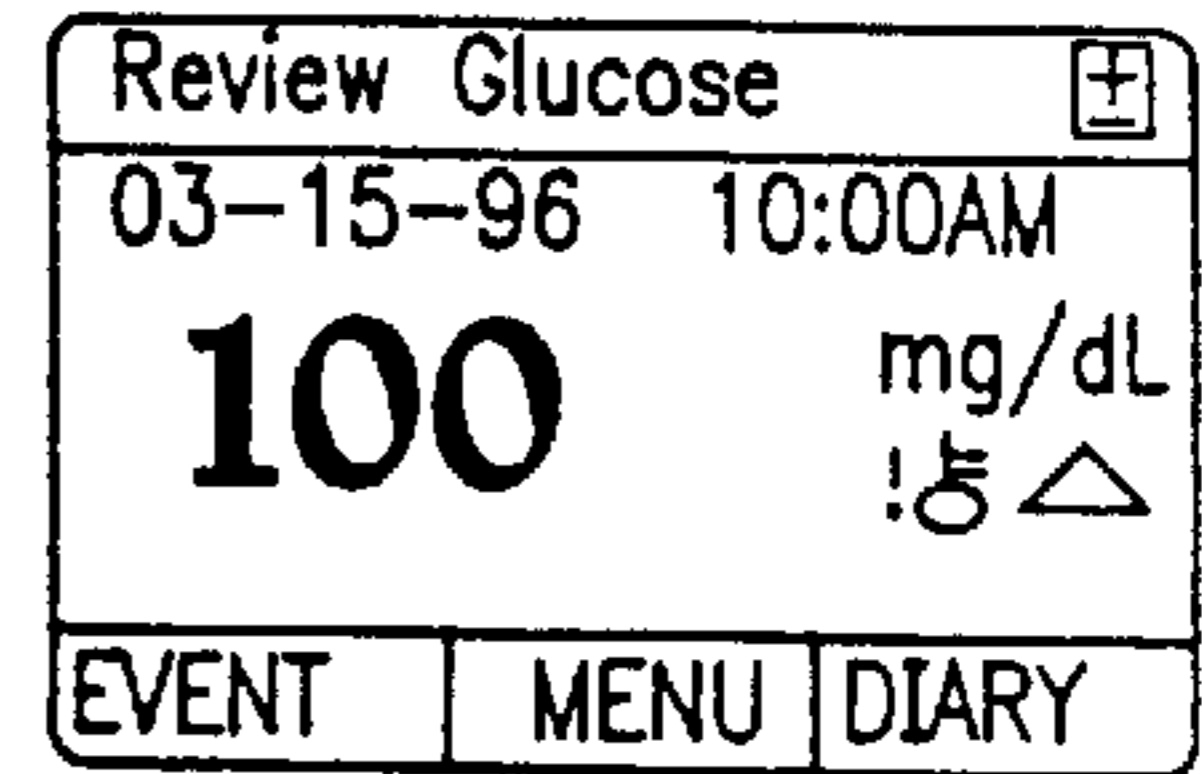 Review Glucose
03-15-96 10:00AM
100 mg/dL
!
EVENT MENU DIARY